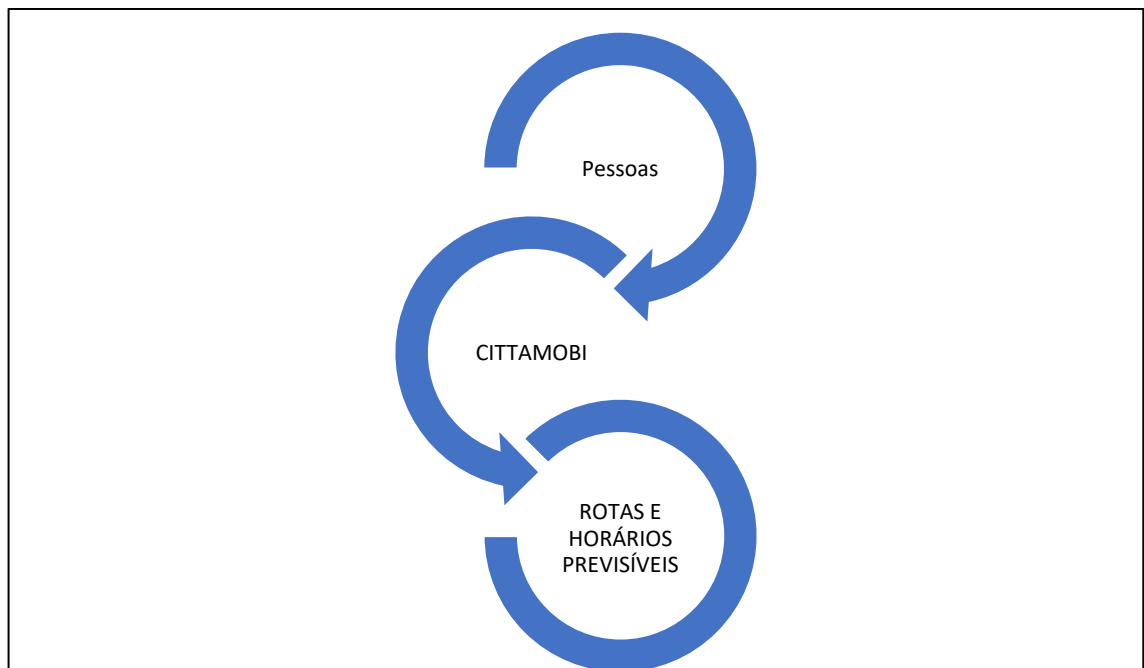 Pessoas
CITTAMOBI
ROTAS E
HORÁRIOS
PREVISÍVEIS